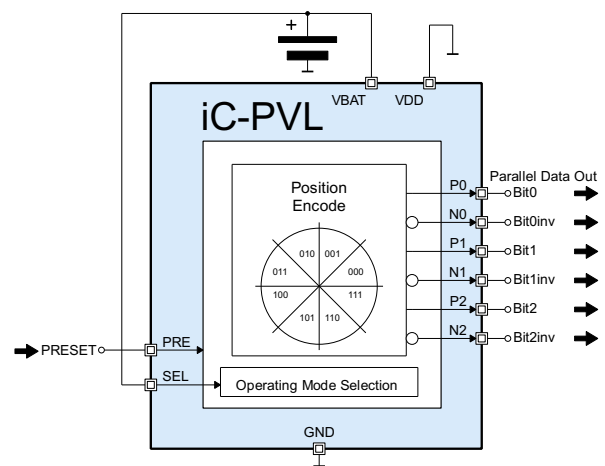 +
VBAT
VDD
iC-PVL
Parallel Data Out
Position
Encode
P0
Bit0
N0
Bit0inv
P1
Bit1
N1
Bit1inv
P2
Bit2
N2
Bit2inv
010 001
011 000
100 111
101 110
PRESET
PRE
SEL
Operating Mode Selection
GND